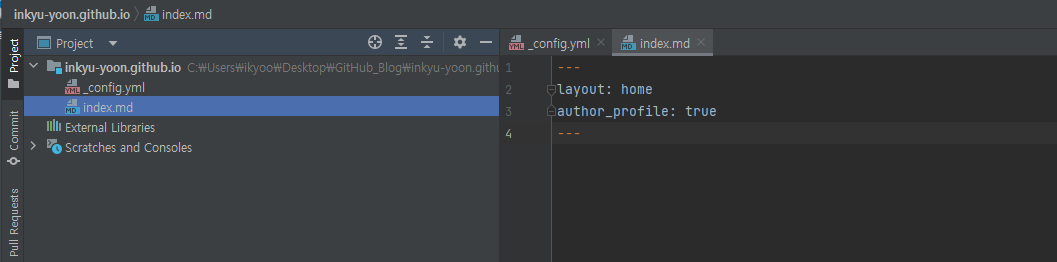 inkyu-yoon.github.io index.md
Project
_config.yml
index.md
Project
inkyu-yoon.github.io C:₩Users₩ikyoo₩Desktop₩GitHub_Blog₩inkyu-yoon.githu
_config.yml
index.md
External Libraries
Scratches and Consoles
Commit
Pull Requests
1 ---
2 layout: home
3 author_profile: true
4 ---